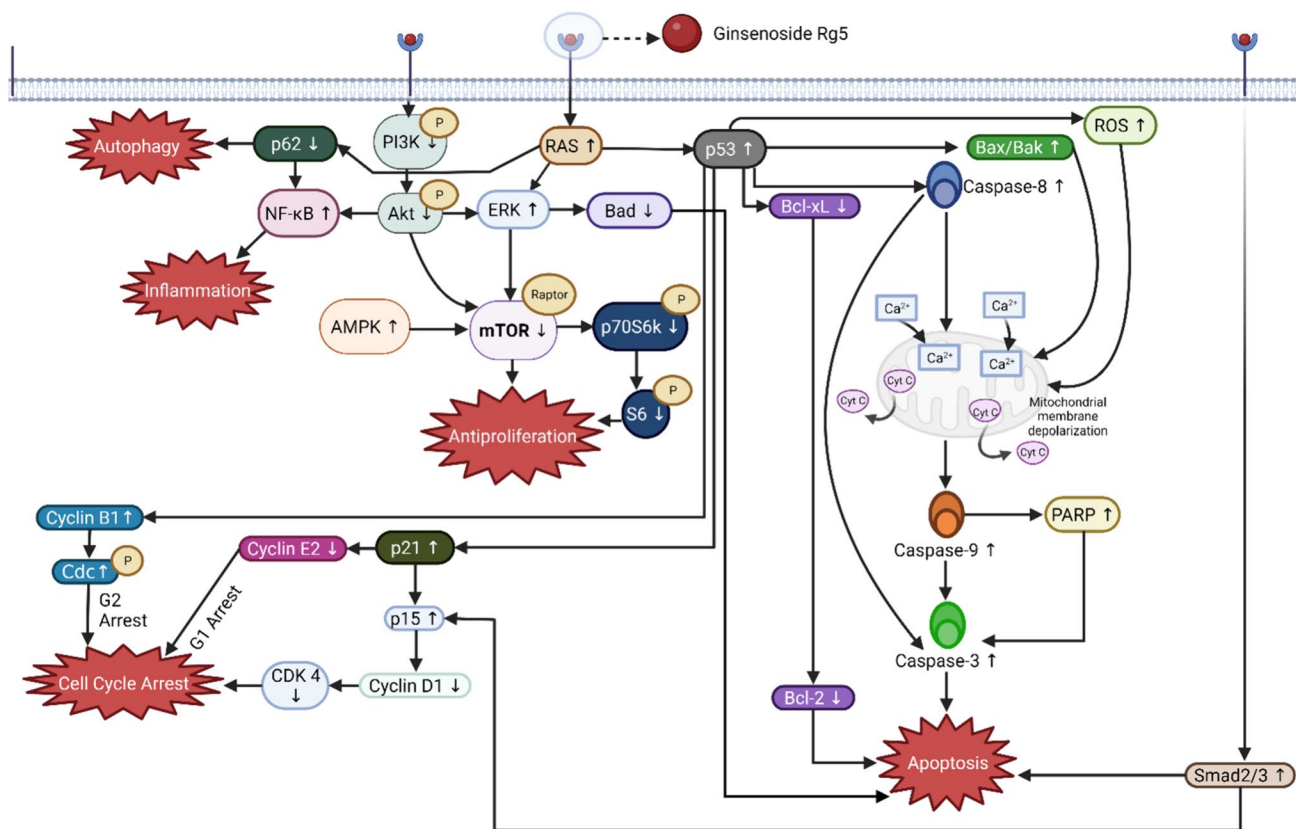 Ginsenoside Rg5
Autophagy
p62 ↓
PI3K ↓
P
RAS ↑
p53 ↑
ROS ↑
Bax/Bak ↑
Caspase-8 ↑
NF-κB ↑
Akt ↓
P
ERK ↑
Bad ↓
Bcl-xL ↓
Inflammation
AMPK ↑
Raptor
mTOR ↓
P
p70S6k ↓
P
S6 ↓
Antiproliferation
Ca²⁺
Ca²⁺
Ca²⁺
Ca²⁺
Cyt C
Cyt C
Cyt C
Cyt C
Mitochondrial
membrane
depolarization
Cyclin B1↑
Cdc↑
P
G2
Arrest
Cyclin E2 ↓
p21 ↑
G1 Arrest
p15 ↑
Cell Cycle Arrest
CDK 4
↓
Cyclin D1 ↓
Caspase-9 ↑
PARP ↑
Caspase-3 ↑
Bcl-2 ↓
Apoptosis
Smad2/3 ↑